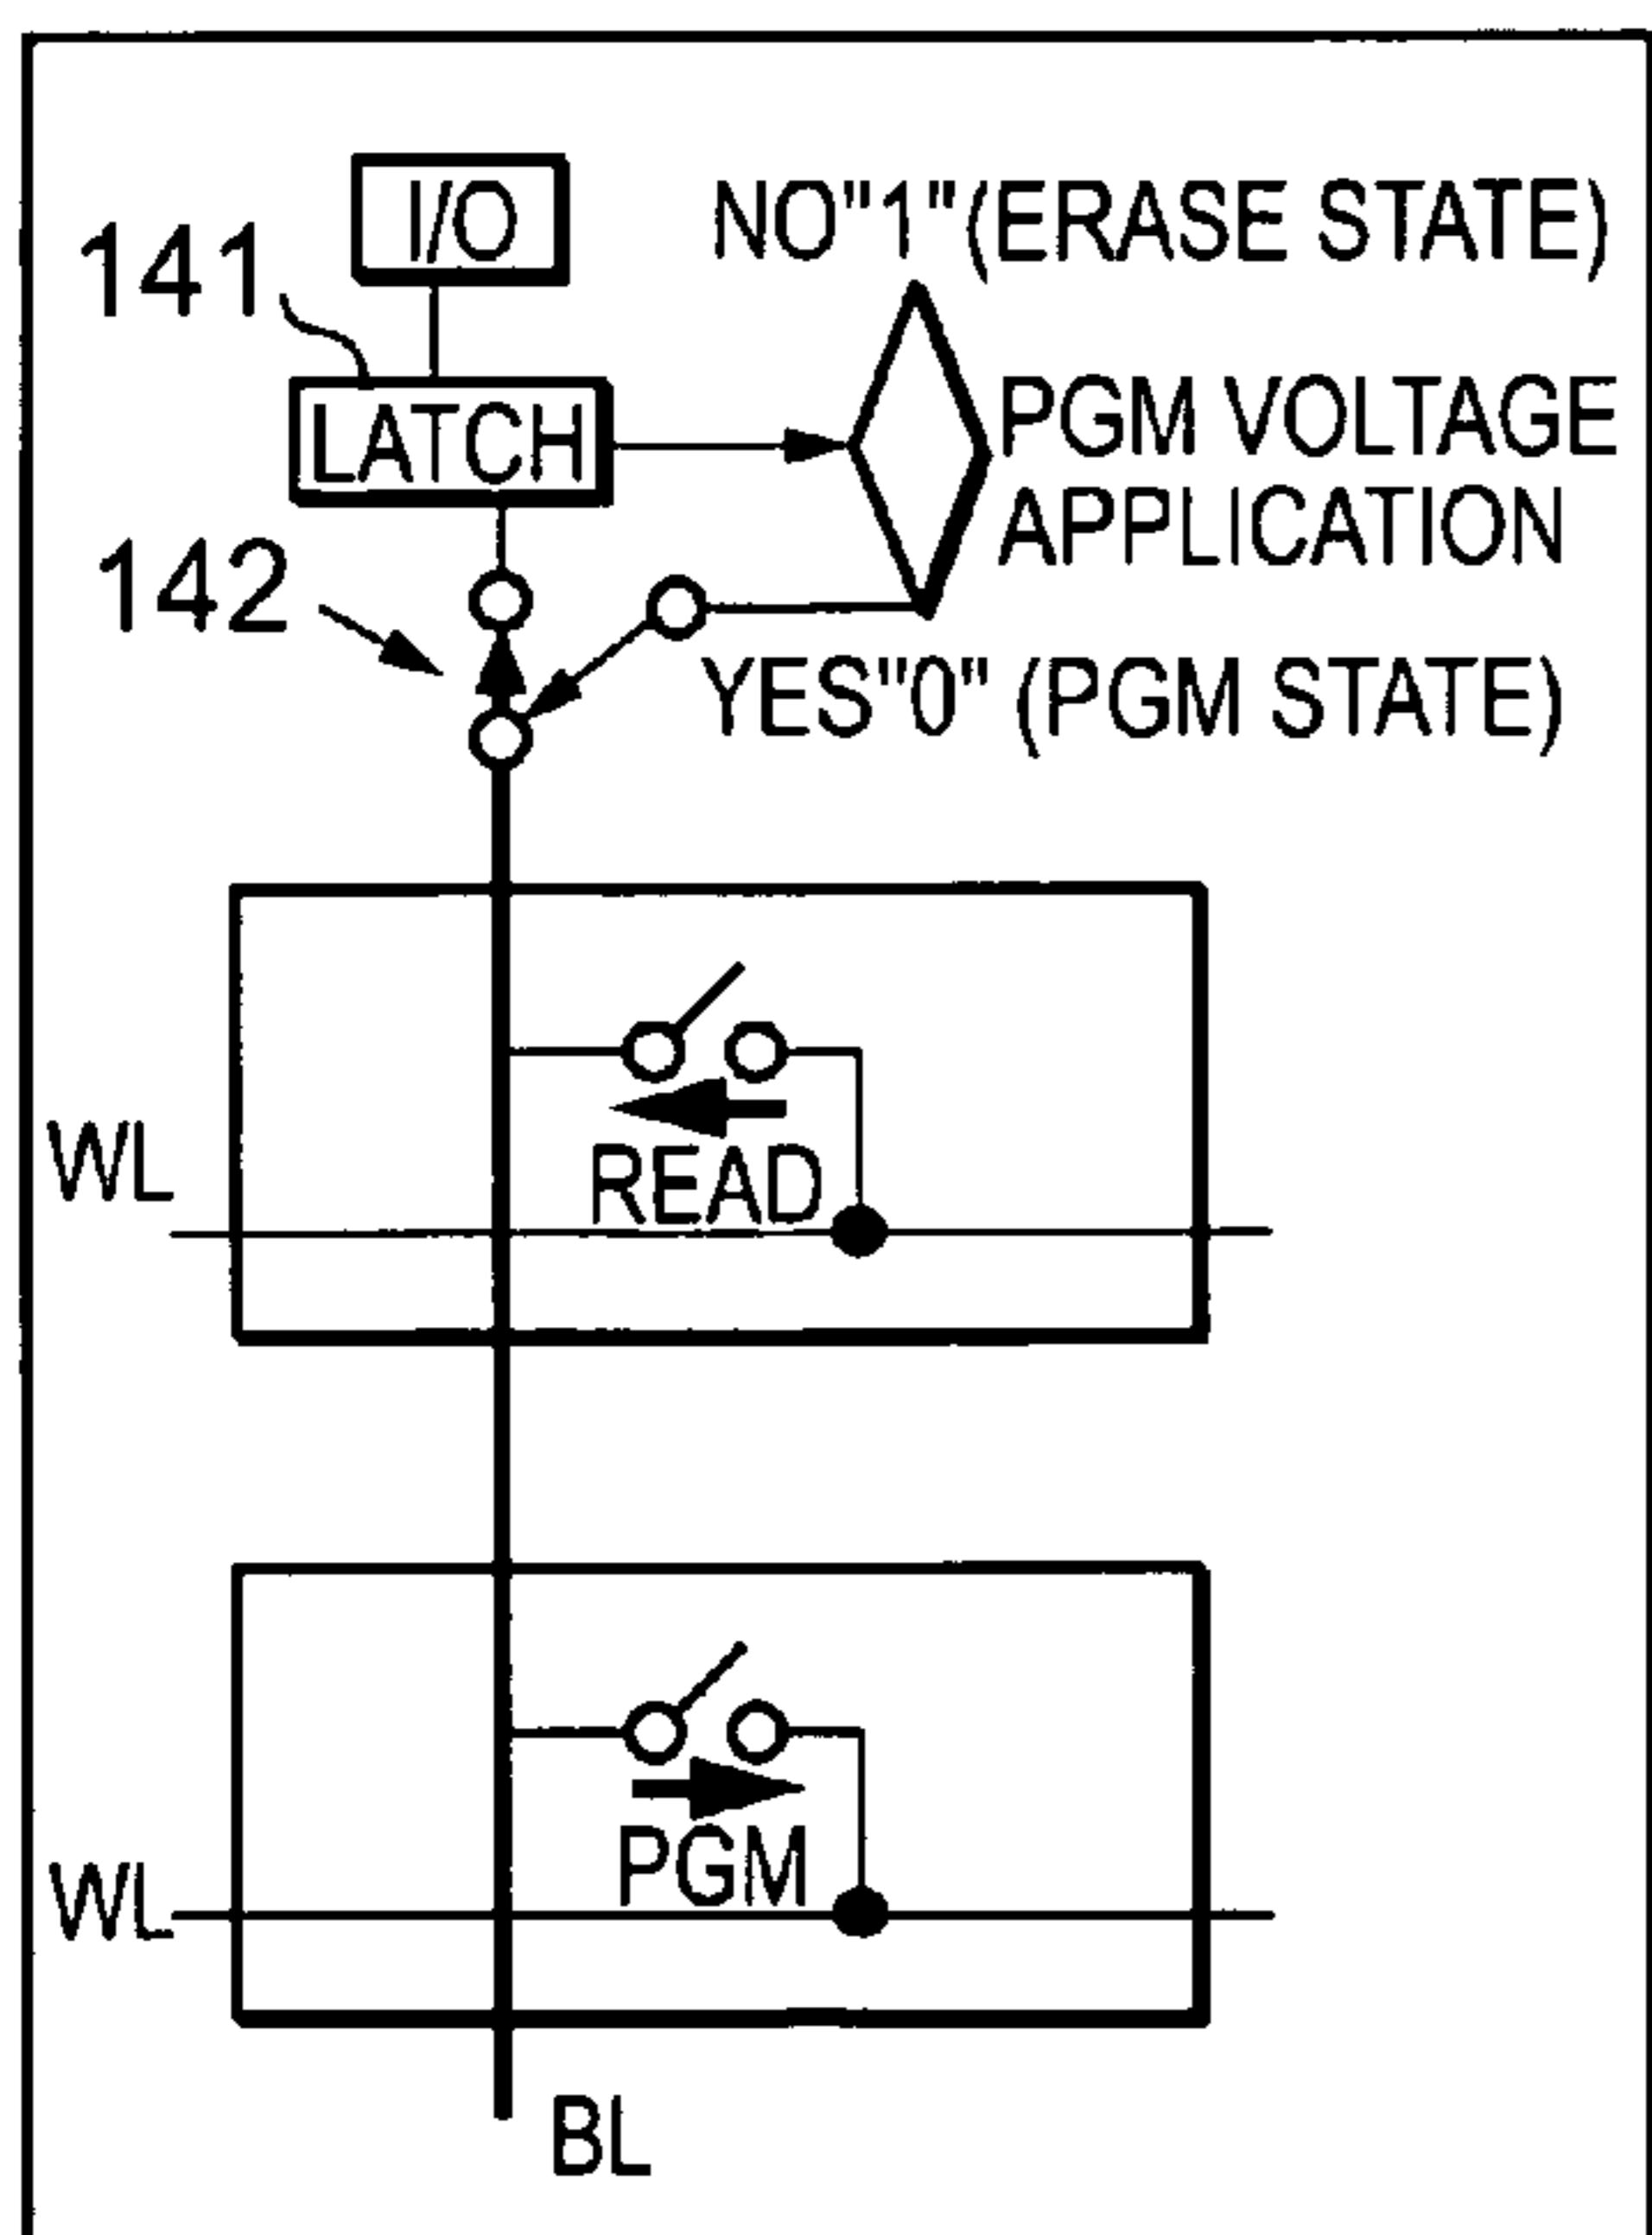 I/O
NO"1"(ERASE STATE)
141
LATCH
PGM VOLTAGE
APPLICATION
142
YES"0" (PGM STATE)
READ
WL
PGM
WL
BL